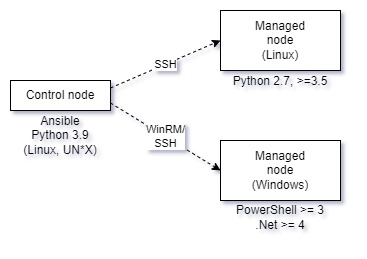 Managed
node
(Linux)
SSH
Python 2.7, >=3.5
Control node
Ansible
Python 3.9
(Linux, UN*X)
WinRM/
SSH
Managed
node
(Windows)
PowerShell >= 3
.Net >= 4